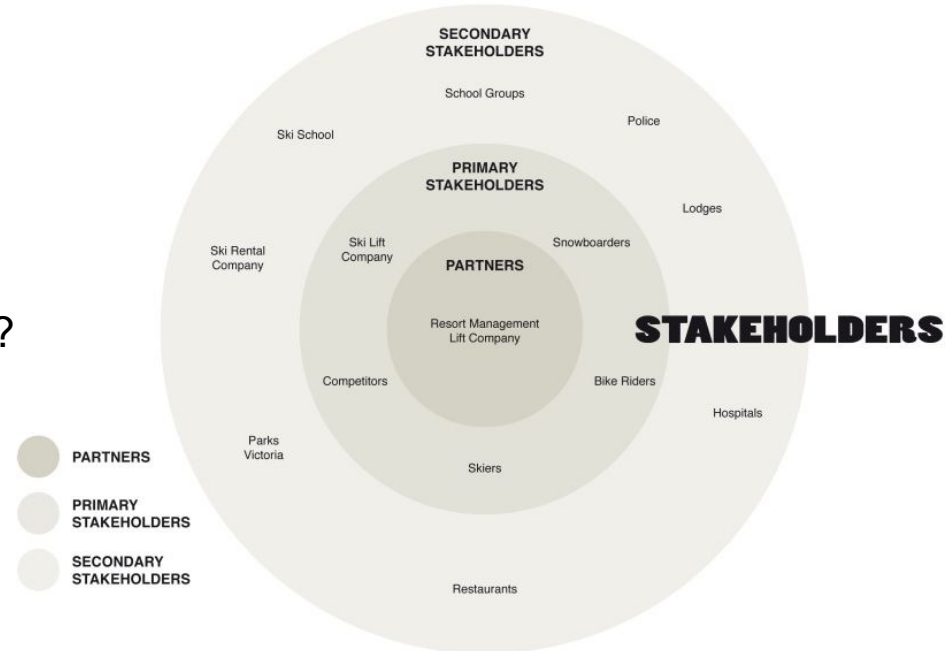 SECONDARY
STAKEHOLDERS
School Groups
Police
Ski School
PRIMARY
STAKEHOLDERS
Lodges
Ski Rental
Company
Ski Lift
Company
Snowboarders
PARTNERS
Resort Management
Lift Company
?
STAKEHOLDERS
Competitors
Bike Riders
Hospitals
Parks
Victoria
Skiers
Restaurants
PARTNERS
PRIMARY
STAKEHOLDERS
SECONDARY
STAKEHOLDERS